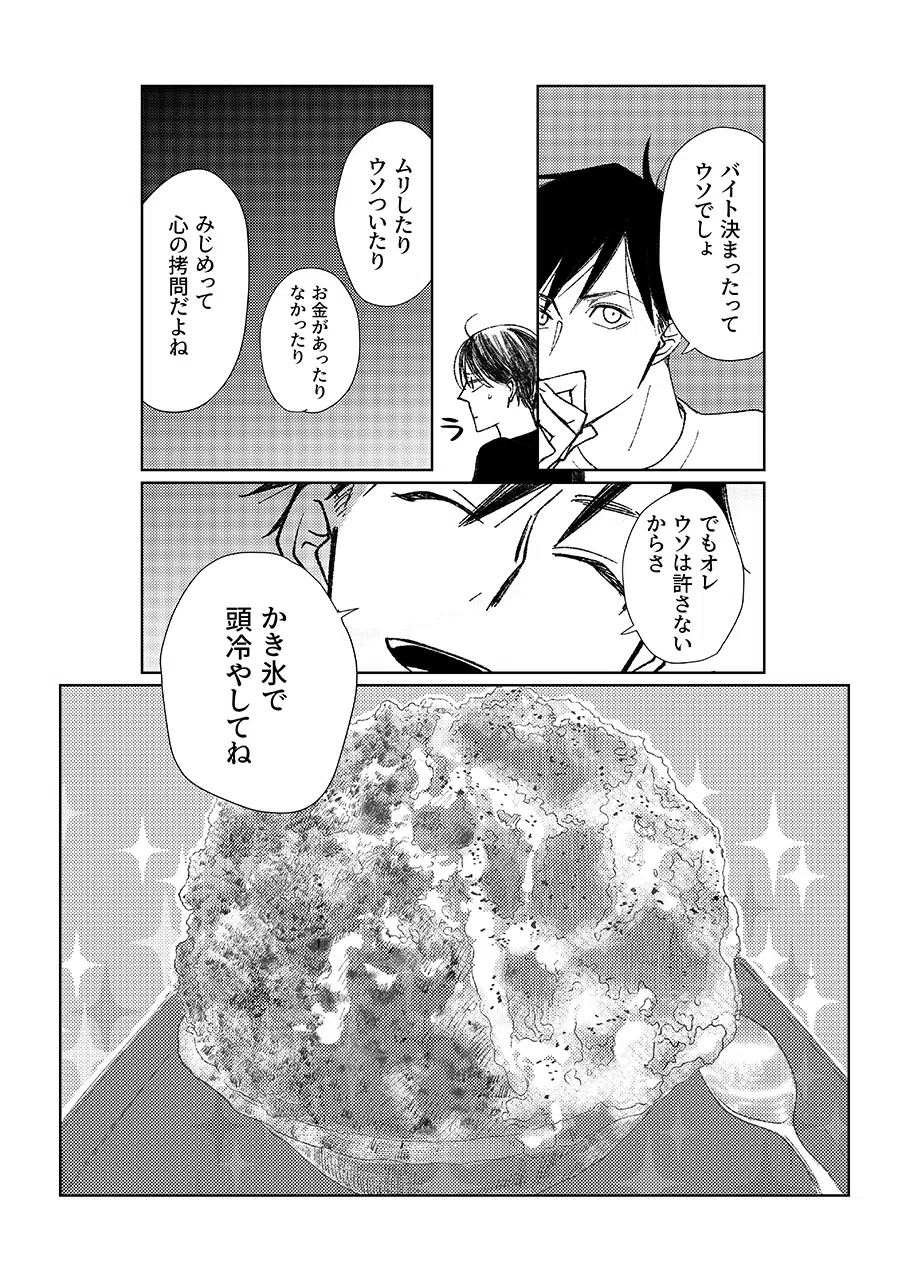 バイト決まったって
ウソでしょ
ムリしたり
ウソついたり
お金があったり
なかったり
みじめって
心の拷問だよね
ラ
でもオレ
ウソは許さない
からさ
かき氷で
頭冷やしてね